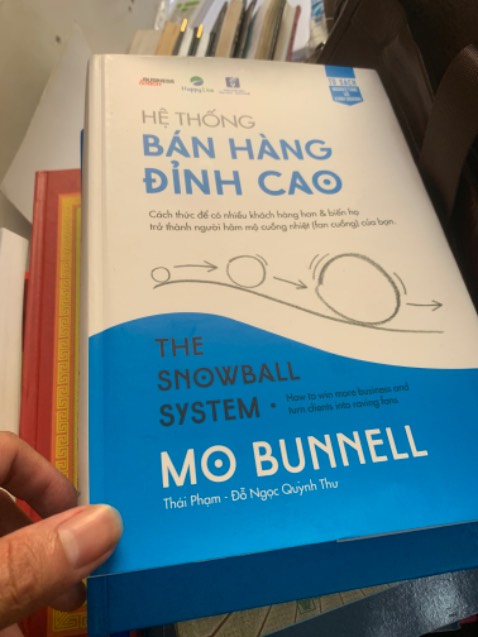 Happy Live
HỆ THỐNG
BÁN HÀNG
ĐỈNH CAO
Cách thức để có nhiều khách hàng hơn & biến họ
trở thành người hâm mộ cuồng nhiệt (fan cuồng) của bạn.
THE
SNOWBALL
SYSTEM • How to win more business and
turn clients into raving fans
MO BUNNELL
Thái Phạm - Đỗ Ngọc Quỳnh Thư